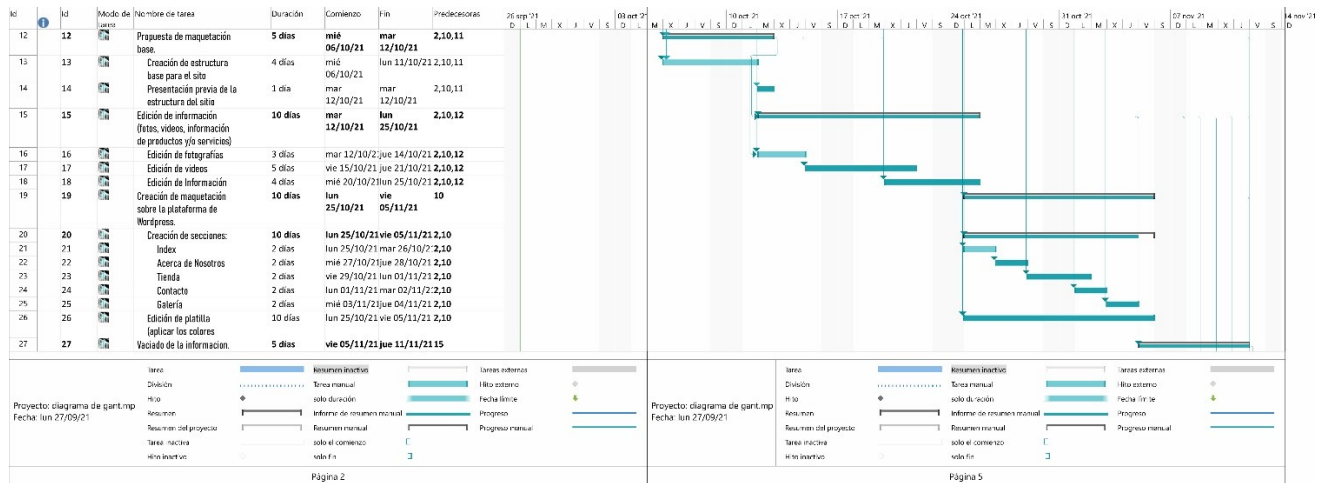 Id Id Modo de tarea Nombre de tarea Duración Comienzo Fin Predecesoras
26 sep '21 03 oct '21 10 oct '21 17 oct '21 24 oct '21 31 oct '21 07 nov '21 14 nov '21
12 12 Propuesta de maquetación base. 5 días mié 06/10/21 mar 12/10/21 2,10,11
13 13 Creación de estructura base para el sito 4 días mié 06/10/21 lun 11/10/21 2,10,11
14 14 Presentación previa de la estructura del sitio 1 día mar 12/10/21 mar 12/10/21 2,10,11
15 15 Edición de información (fotos, videos, información de productos y/o servicios) 10 días mar 12/10/21 lun 25/10/21 2,10,12
16 16 Edición de fotografías 3 días mar 12/10/21 jue 14/10/21 2,10,12
17 17 Edición de videos 5 días vie 15/10/21 jue 21/10/21 2,10,12
18 18 Edición de Información 4 días mié 20/10/21 lun 25/10/21 2,10,12
19 19 Creación de maquetación sobre la plataforma de Wordpress. 10 días lun 25/10/21 vie 05/11/21 10
20 20 Creación de secciones: 10 días lun 25/10/21 vie 05/11/21 2,10
21 21 Index 2 días lun 25/10/21 mar 26/10/21 2,10
22 22 Acerca de Nosotros 2 días mié 27/10/21 jue 28/10/21 2,10
23 23 Tienda 2 días vie 29/10/21 lun 01/11/21 2,10
24 24 Contacto 2 días lun 01/11/21 mar 02/11/21 2,10
25 25 Galería 2 días mié 03/11/21 jue 04/11/21 2,10
26 26 Edición de platilla (aplicar los colores 10 días lun 25/10/21 vie 05/11/21 2,10
27 27 Vaciado de la informacion. 5 días vie 05/11/21 jue 11/11/21 15
Proyecto: diagrama de gant.mp
Fecha: lun 27/09/21
Tarea Resumen inactivo Tareas externas
División Tarea manual Hito externo
Hito solo duración Fecha límite
Resumen Informe de resumen manual Progreso
Resumen del proyecto Resumen manual Progreso manual
Tarea inactiva solo el comienzo
Hito inactivo solo fin
Página 2
Proyecto: diagrama de gant.mp
Fecha: lun 27/09/21
Tarea Resumen inactivo Tareas externas
División Tarea manual Hito externo
Hito solo duración Fecha límite
Resumen Informe de resumen manual Progreso
Resumen del proyecto Resumen manual Progreso manual
Tarea inactiva solo el comienzo
Hito inactivo solo fin
Página 5